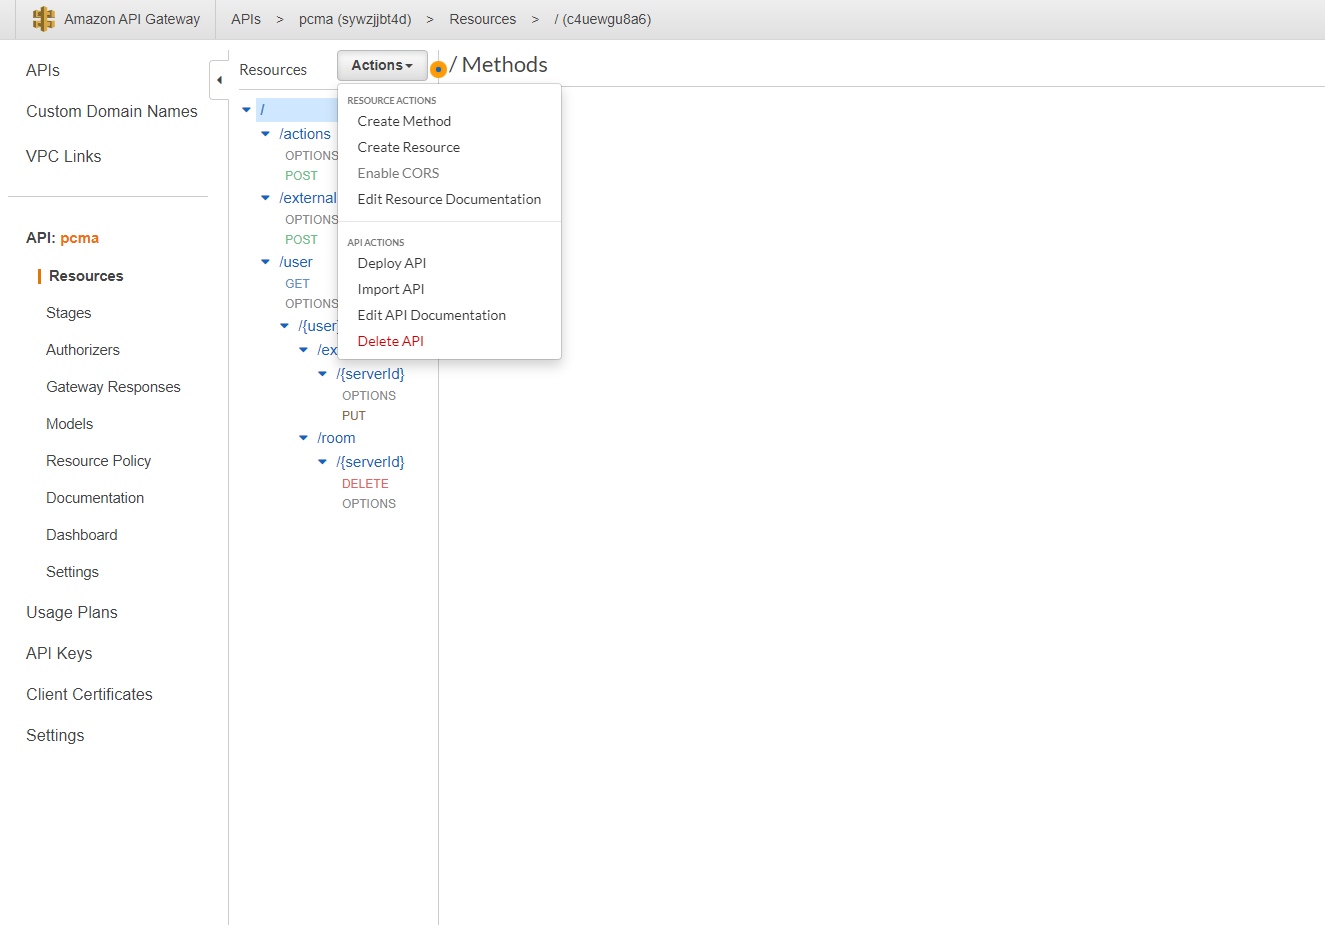 Amazon API Gateway
APIs > pcma (sywzjjbt4d) > Resources > / (c4uewgu8a6)
APIs
Custom Domain Names
VPC Links
API: pcma
Resources
Stages
Authorizers
Gateway Responses
Models
Resource Policy
Documentation
Dashboard
Settings
Usage Plans
API Keys
Client Certificates
Settings
Resources
Actions
/
/actions
OPTIONS
POST
/external
OPTIONS
POST
/user
GET
OPTIONS
/{user
/ex
/{serverId}
OPTIONS
PUT
/room
/{serverId}
DELETE
OPTIONS
RESOURCE ACTIONS
Create Method
Create Resource
Enable CORS
Edit Resource Documentation
API ACTIONS
Deploy API
Import API
Edit API Documentation
Delete API
/ Methods